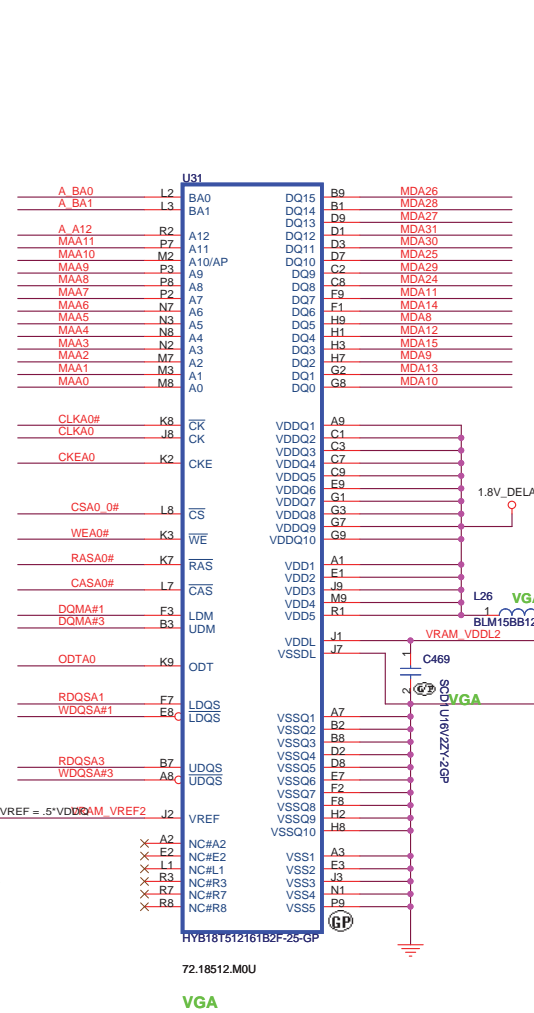 U31
A_BA0 L2 BA0 DQ15 B9 MDA26
A_BA1 L3 BA1 DQ14 B1 MDA28
DQ13 D9 MDA27
A_A12 R2 A12 DQ12 D1 MDA31
MAA11 P7 A11 DQ11 D3 MDA30
MAA10 M2 A10/AP DQ10 D7 MDA25
MAA9 P3 A9 DQ9 C2 MDA29
MAA8 P8 A8 DQ8 C8 MDA24
MAA7 P2 A7 DQ7 F9 MDA11
MAA6 N7 A6 DQ6 F1 MDA14
MAA5 N3 A5 DQ5 H9 MDA8
MAA4 N8 A4 DQ4 H1 MDA12
MAA3 N2 A3 DQ3 H3 MDA15
MAA2 M7 A2 DQ2 H7 MDA9
MAA1 M3 A1 DQ1 G2 MDA13
MAA0 M8 A0 DQ0 G8 MDA10
CLKA0# K8 CK VDDQ1 A9
CLKA0 J8 CK VDDQ2 C1
VDDQ3 C3
CKEA0 K2 CKE VDDQ4 C7
VDDQ5 C9
VDDQ6 E9
VDDQ7 G1
CSA0_0# L8 CS VDDQ8 G3
VDDQ9 G7
1.8V_DELA
WEA0# K3 WE VDDQ10 G9
RASA0# K7 RAS VDD1 A1
VDD2 E1
CASA0# L7 CAS VDD3 J9
VDD4 M9
L26 VGA
DQMA#1 F3 LDM VDD5 R1 1
BLM15BB12
DQMA#3 B3 UDM
VDDL J1 VRAM_VDDL2
VSSDL J7
ODTA0 K9 ODT
1 C469
2 G/P SCD1U16V2ZY-2GP VGA
RDQSA1 F7 LDQS
WDQSA#1 E8 LDQS VSSQ1 A7
VSSQ2 B2
VSSQ3 B8
VSSQ4 D2
RDQSA3 B7 UDQS VSSQ5 D8
WDQSA#3 A8 UDQS VSSQ6 E7
VSSQ7 F2
VSSQ8 F8
VREF = .5*VDDQ VRAM_VREF2 J2 VREF VSSQ9 H2
VSSQ10 H8
A2 NC#A2
E2 NC#E2 VSS1 A3
L1 NC#L1 VSS2 E3
R3 NC#R3 VSS3 J3
R7 NC#R7 VSS4 N1
R8 NC#R8 VSS5 P9
GP
HYB18T512161B2F-25-GP
72.18512.M0U
VGA